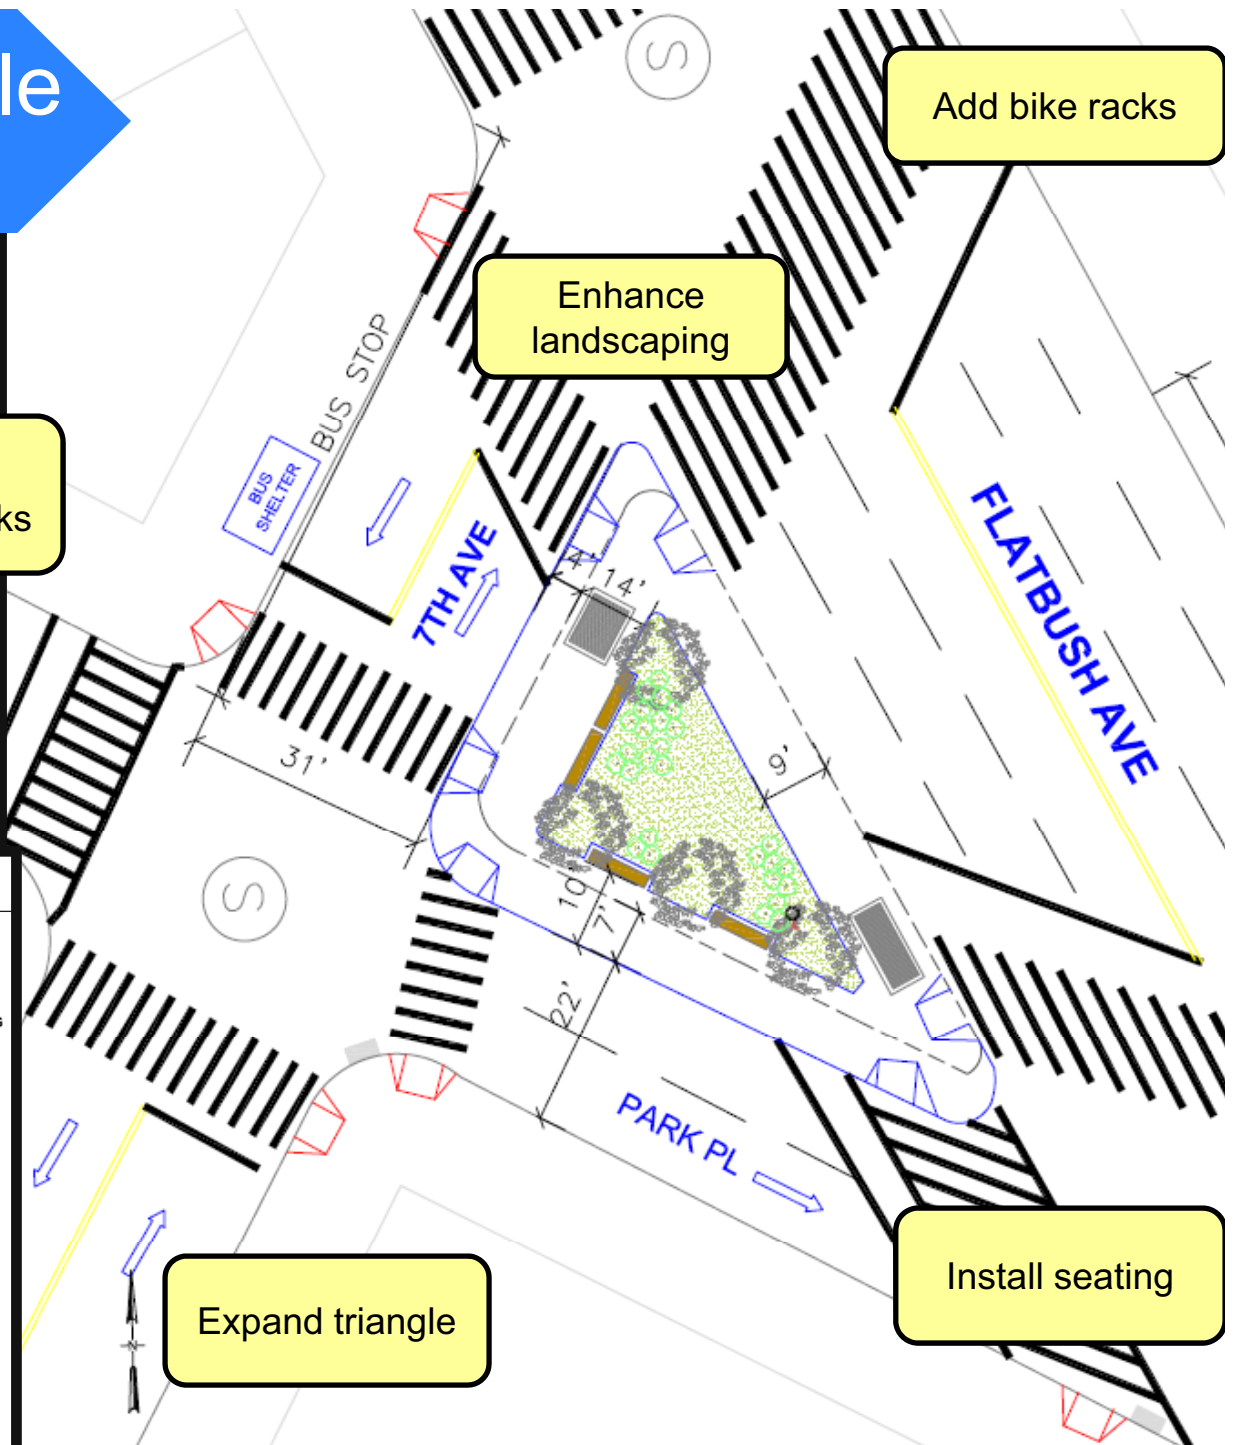 le
Add bike racks
Enhance
landscaping
BUS STOP
BUS
SHELTER
ks
7TH AVE
FLATBUSH AVE
4'
14'
9'
31'
10'
7'
22'
S
S
s
PARK PL
Install seating
Expand triangle
N